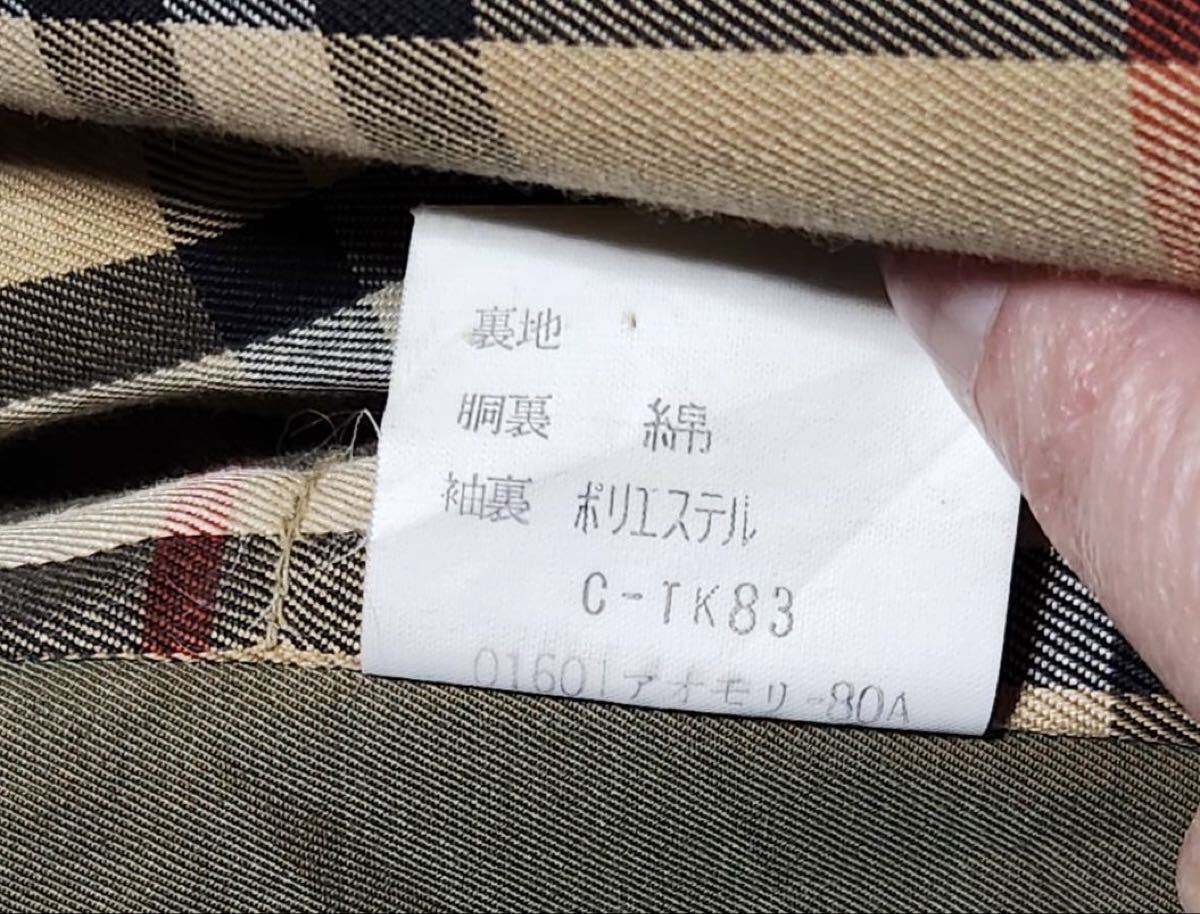 裏地
胴裏 綿
袖裏 ポリエステル
C-TK83
01601アオモリ-80A